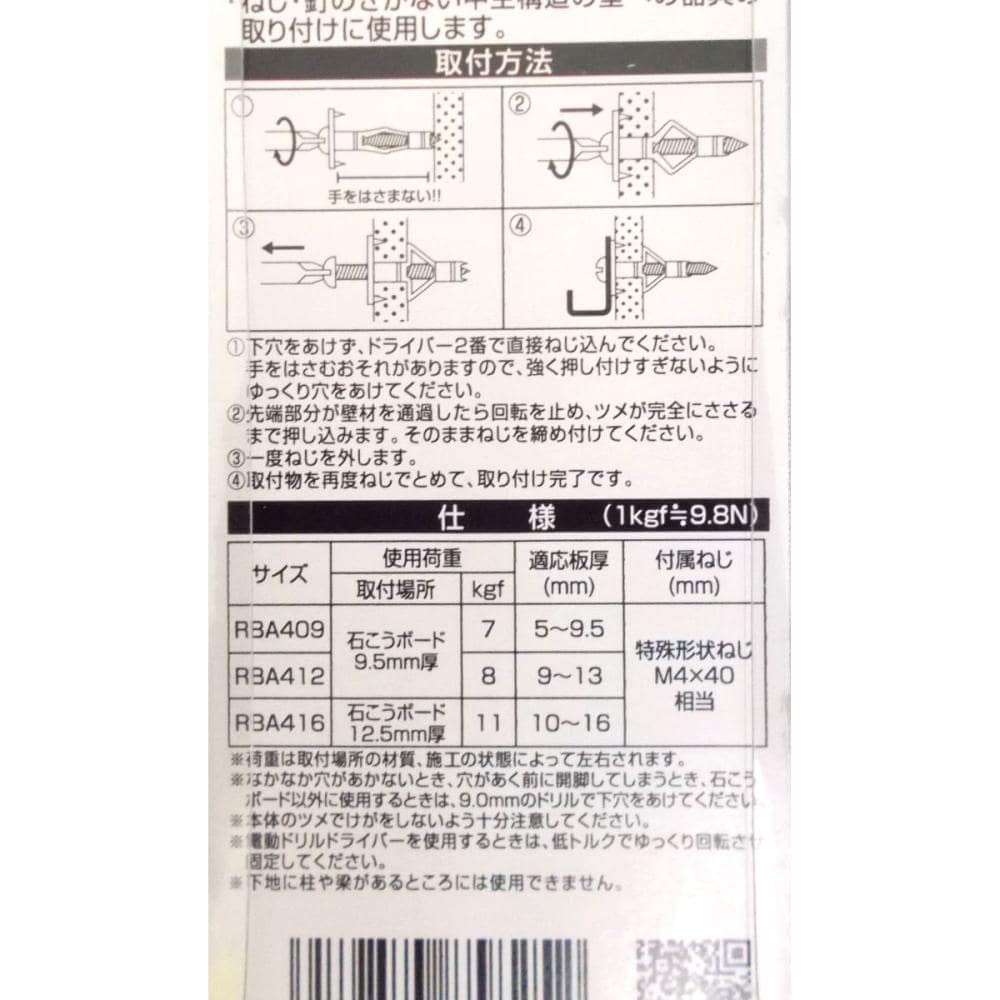 取り付けに使用します。
取付方法
①
手をはさまない!!
②
③
④
①下穴をあけず、ドライバー2番で直接ねじ込んでください。
手をはさむおそれがありますので、強く押し付けすぎないように
ゆっくり穴をあけてください。
②先端部分が壁材を通過したら回転を止め、ツメが完全にささる
まで押し込みます。そのままねじを締め付けてください。
③一度ねじを外します。
④取付物を再度ねじでとめて、取り付け完了です。
仕 様 (1kgf≒9.8N)
サイズ 使用荷重 適応板厚(mm) 付属ねじ(mm)
取付場所 kgf
RBA409 石こうボード9.5mm厚 7 5〜9.5 特殊形状ねじM4×40相当
RBA412 8 9〜13
RBA416 石こうボード12.5mm厚 11 10〜16
※荷重は取付場所の材質、施工の状態によって左右されます。
※なかなか穴があかないとき、穴があく前に開脚してしまうとき、石こう
ボード以外に使用するときは、9.0mmのドリルで下穴をあけてください
※本体のツメでけがをしないよう十分注意してください。
※電動ドリルドライバーを使用するときは、低トルクでゆっくり回転させ
固定してください。
※下地に柱や梁があるところには使用できません。